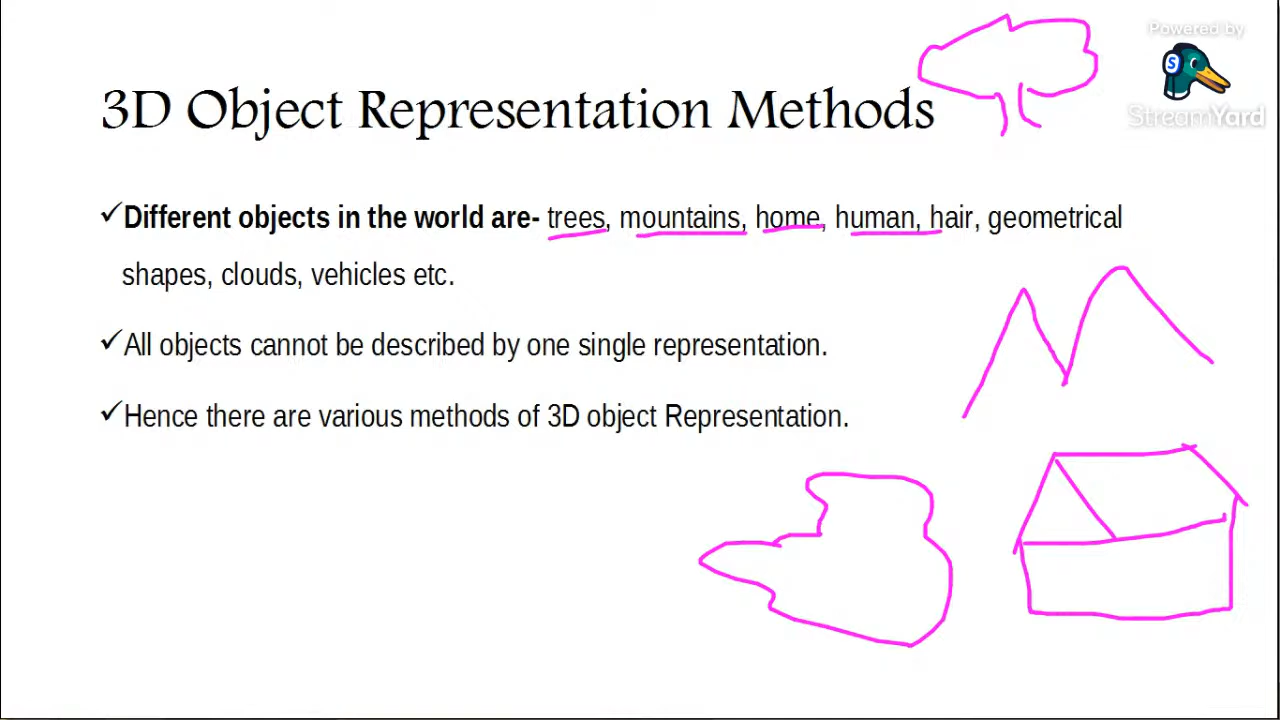 Powered by
S
StreamYard
3D Object Representation Methods
✓Different objects in the world are- trees, mountains, home, human, hair, geometrical
shapes, clouds, vehicles etc.
✓All objects cannot be described by one single representation.
✓Hence there are various methods of 3D object Representation.